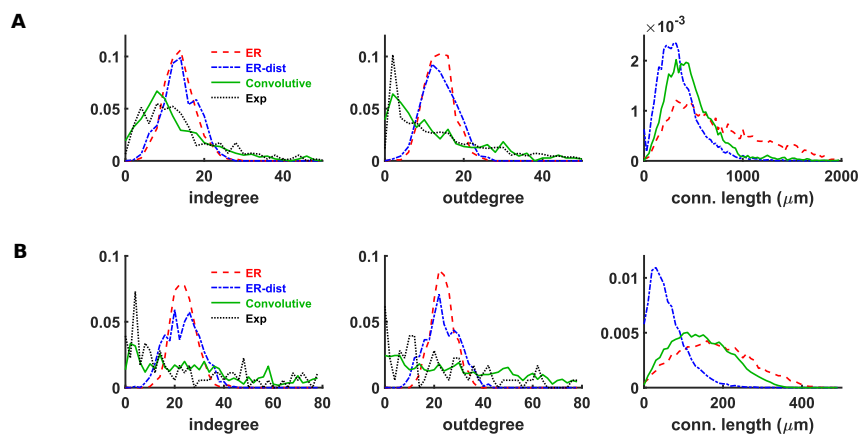 A
×10⁻³
0.1
0.05
0
0 20 40
indegree
ER
ER-dist
Convolutive
Exp
0.1
0.05
0
0 20 40
outdegree
2
1
0
0 1000 2000
conn. length (μm)
B
0.1
0.05
0
0 20 40 60 80
indegree
ER
ER-dist
Convolutive
Exp
0.1
0.05
0
0 20 40 60 80
outdegree
0.01
0.005
0
0 200 400
conn. length (μm)